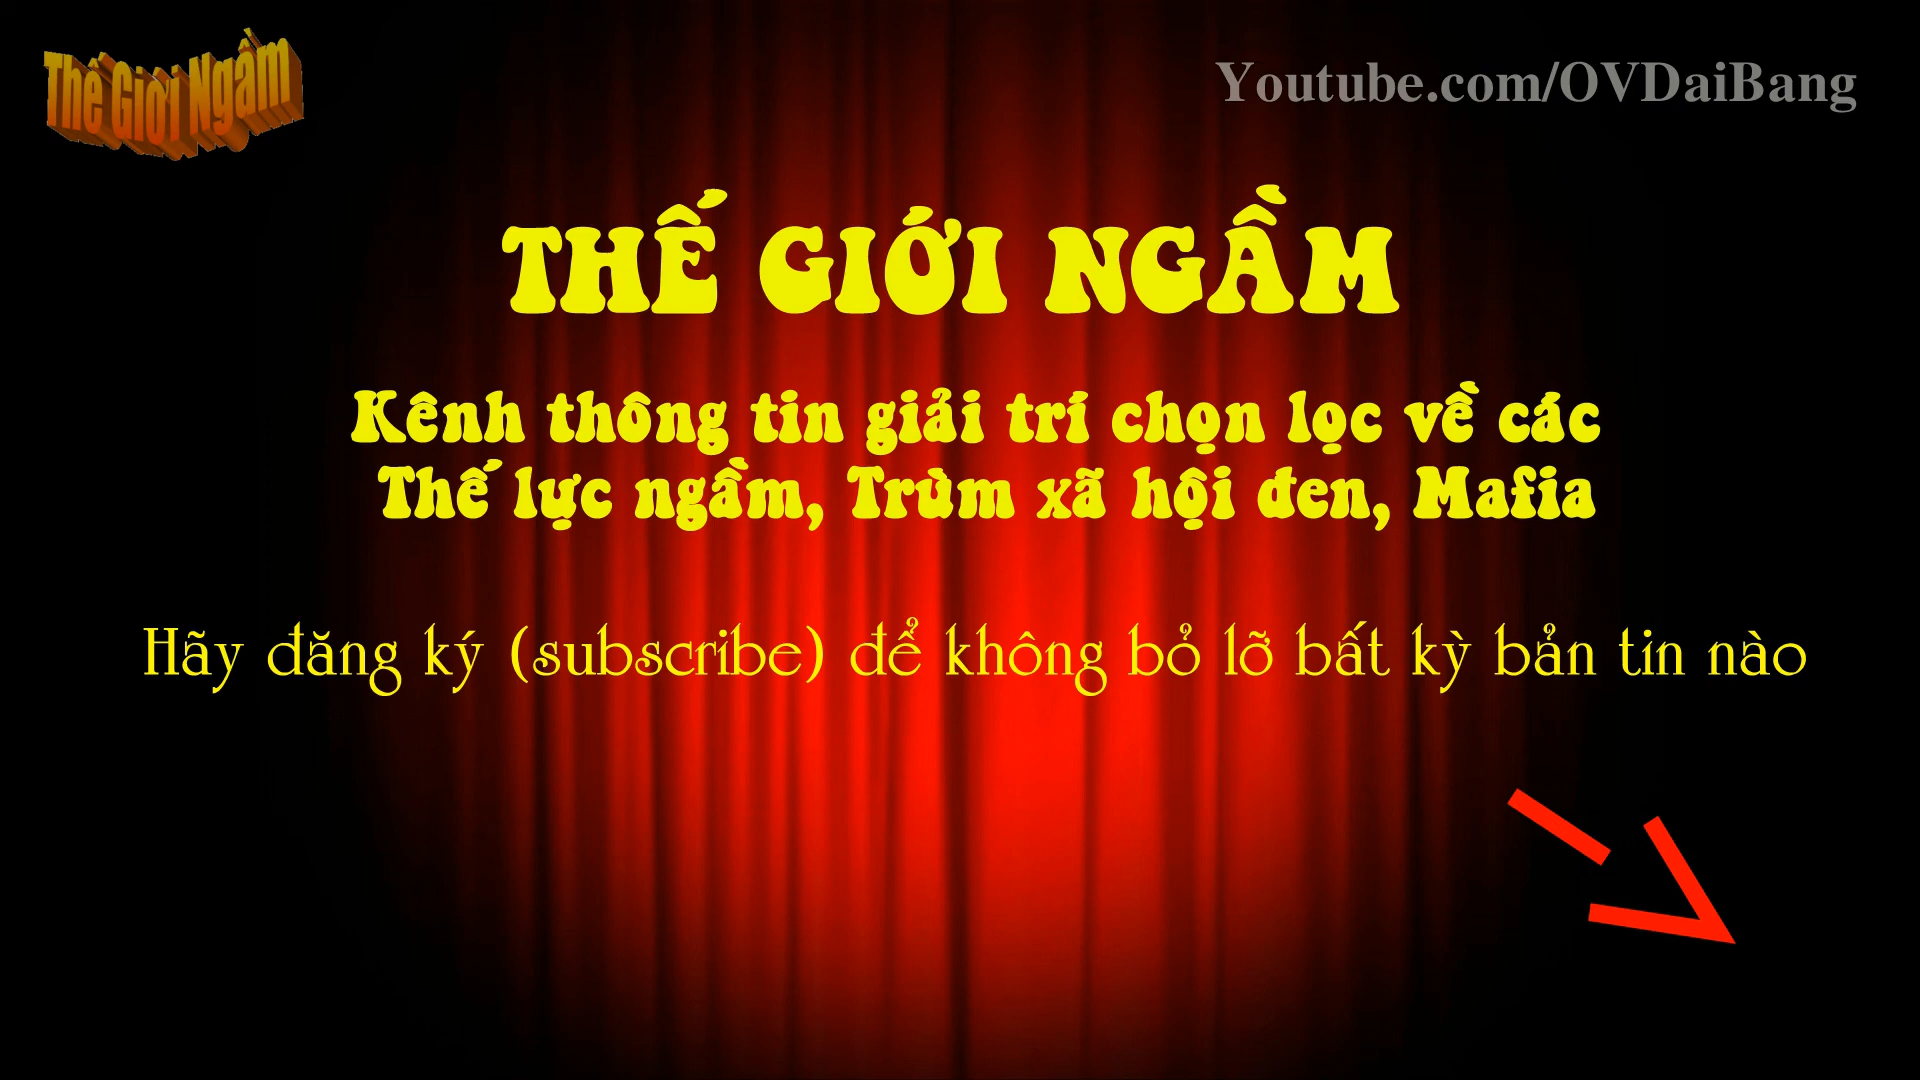 Thế Giới Ngầm
Youtube.com/OVDaiBang
THẾ GIỚI NGẦM
Kênh thông tin giải trí chọn lọc về các
Thế lực ngầm, Trùm xã hội đen, Mafia
Hãy đăng ký (subscribe) để không bỏ lỡ bất kỳ bản tin nào